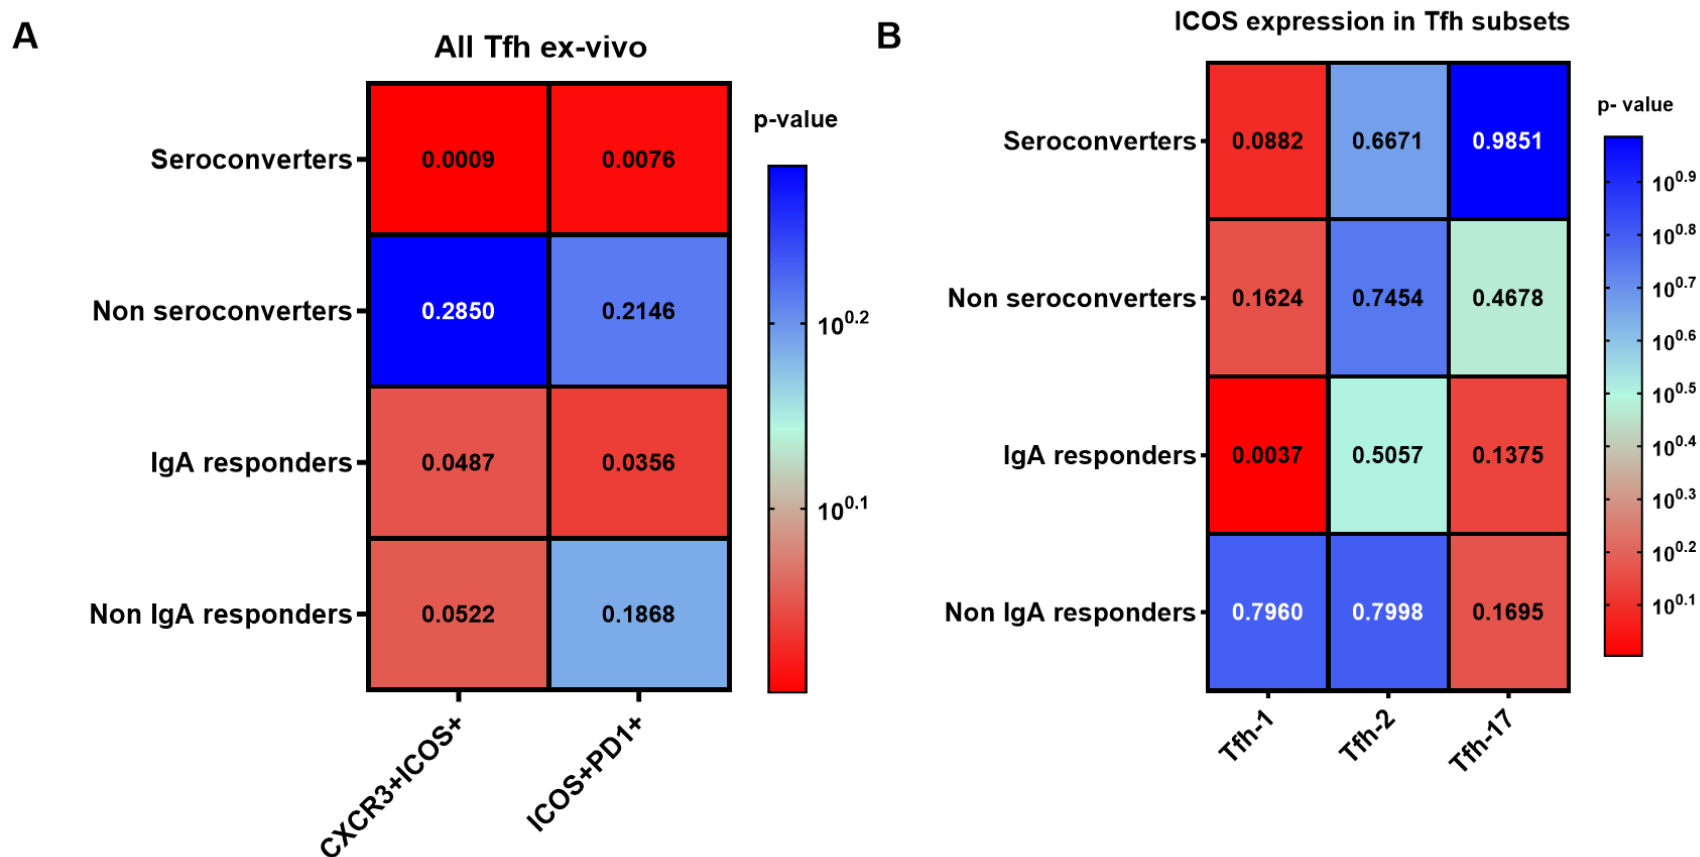 A
All Tfh ex-vivo
p-value
Seroconverters 0.0009 0.0076
Non seroconverters 0.2850 0.2146
10^0.2
IgA responders 0.0487 0.0356
10^0.1
Non IgA responders 0.0522 0.1868
CXCR3+ICOS+ ICOS+PD1+
B
ICOS expression in Tfh subsets
p- value
Seroconverters 0.0882 0.6671 0.9851
Non seroconverters 0.1624 0.7454 0.4678
IgA responders 0.0037 0.5057 0.1375
Non IgA responders 0.7960 0.7998 0.1695
Tfh-1 Tfh-2 Tfh-17
10^0.9
10^0.8
10^0.7
10^0.6
10^0.5
10^0.4
10^0.3
10^0.2
10^0.1